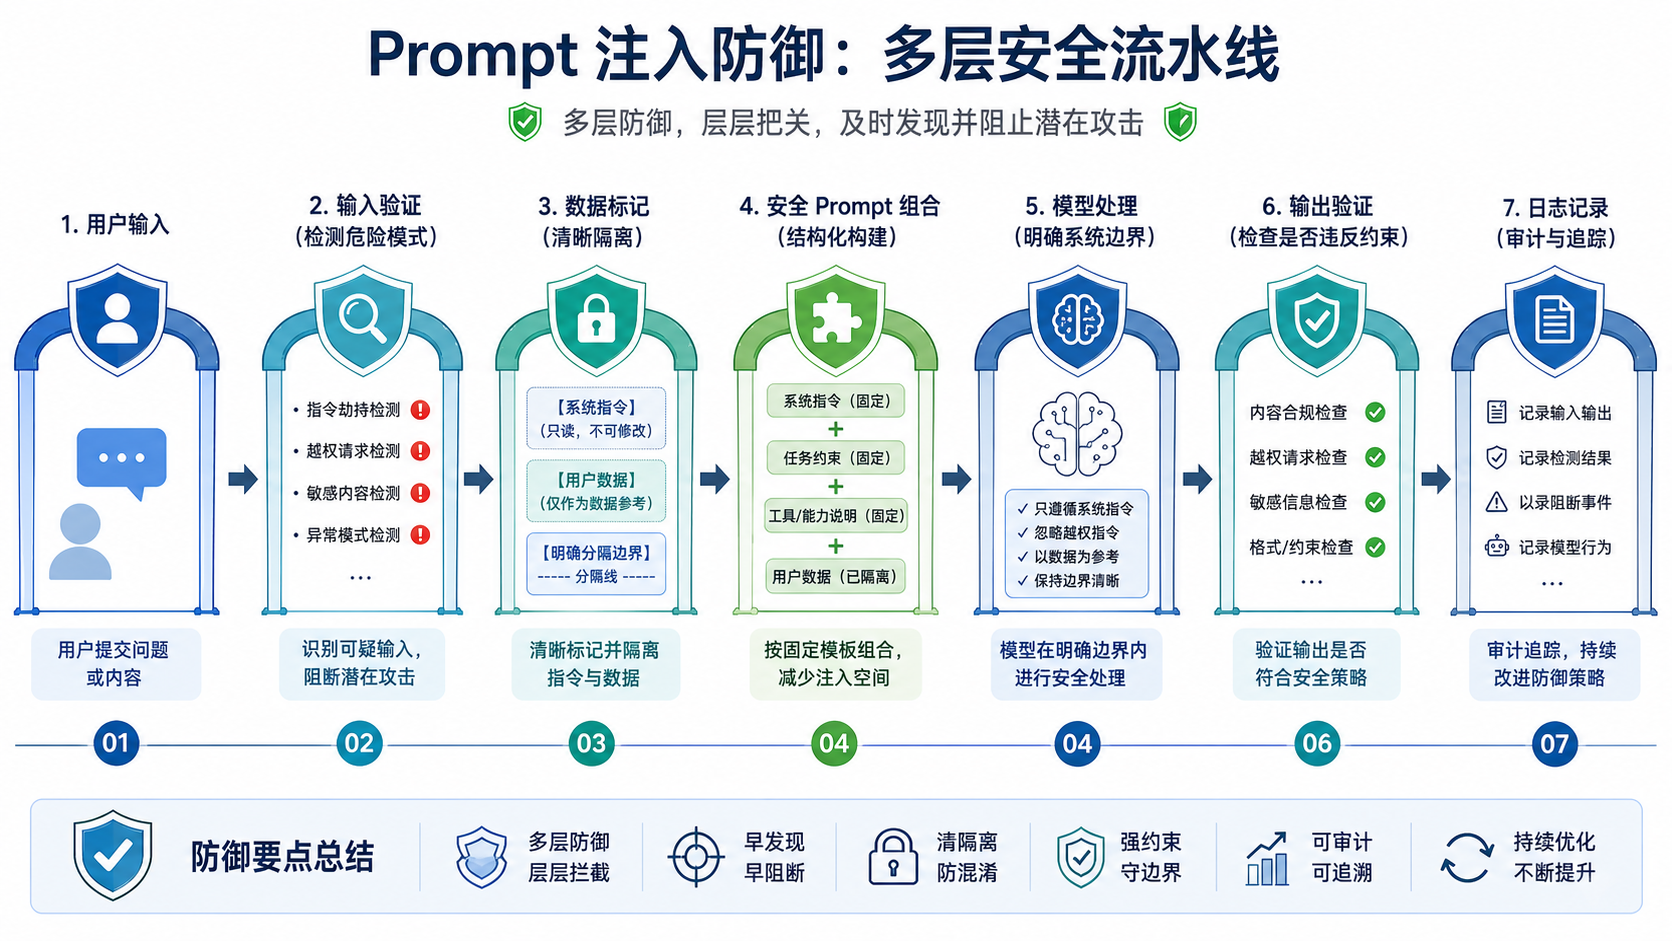 Prompt 注入防御：多层安全流水线
多层防御，层层把关，及时发现并阻止潜在攻击
1. 用户输入
用户提交问题
或内容
01
2. 输入验证
（检测危险模式）
• 指令劫持检测
• 越权请求检测
• 敏感内容检测
• 异常模式检测
...
识别可疑输入，
阻断潜在攻击
02
3. 数据标记
（清晰隔离）
【系统指令】
（只读，不可修改）
【用户数据】
（仅作为数据参考）
【明确分隔边界】
----- 分隔线 -----
清晰标记并隔离
指令与数据
03
4. 安全 Prompt 组合
（结构化构建）
系统指令（固定）
+
任务约束（固定）
+
工具/能力说明（固定）
+
用户数据（已隔离）
按固定模板组合，
减少注入空间
04
5. 模型处理
（明确系统边界）
✓ 只遵循系统指令
✓ 忽略越权指令
✓ 以数据为参考
✓ 保持边界清晰
模型在明确边界内
进行安全处理
04
6. 输出验证
（检查是否违反约束）
内容合规检查
越权请求检查
敏感信息检查
格式/约束检查
...
验证输出是否
符合安全策略
06
7. 日志记录
（审计与追踪）
记录输入输出
记录检测结果
以录阻断事件
记录模型行为
...
审计追踪，持续
改进防御策略
07
防御要点总结
多层防御
层层拦截
早发现
早阻断
清隔离
防混淆
强约束
守边界
可审计
可追溯
持续优化
不断提升